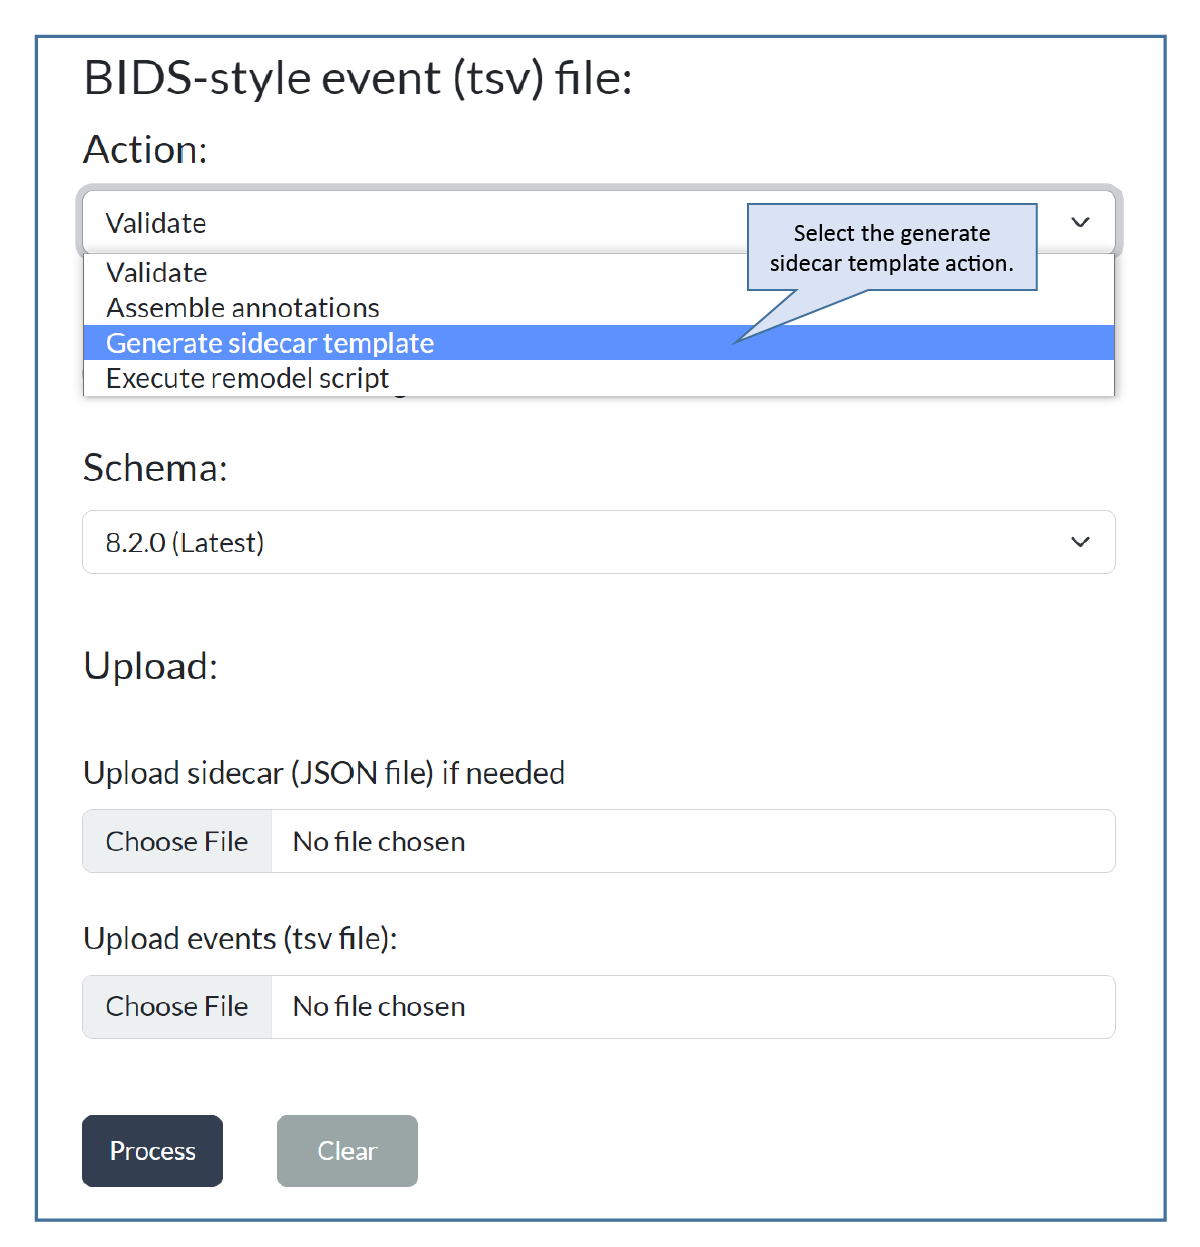 BIDS-style event (tsv) file:
Action:
Validate
Select the generate
sidecar template action.
Validate
Assemble annotations
Generate sidecar template
Execute remodel script
Schema:
8.2.0 (Latest)
Upload:
Upload sidecar (JSON file) if needed
Choose File No file chosen
Upload events (tsv file):
Choose File No file chosen
Process Clear